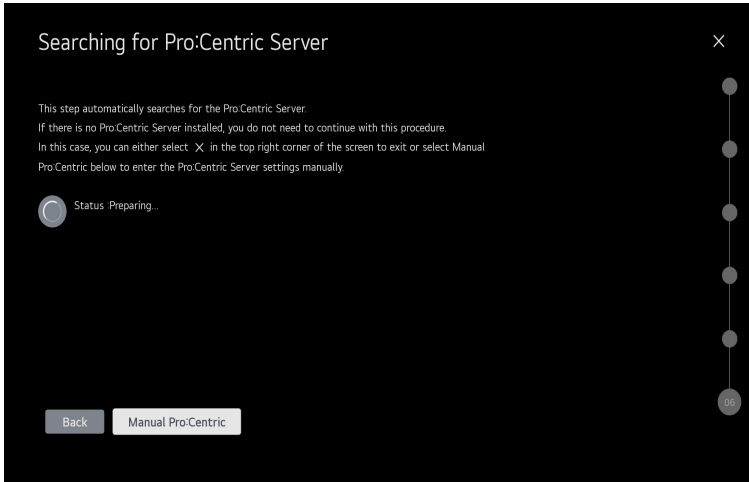 Searching for Pro:Centric Server
This step automatically searches for the Pro:Centric Server.
If there is no Pro:Centric Server installed, you do not need to continue with this procedure.
In this case, you can either select X in the top right corner of the screen to exit or select Manual
Pro:Centric below to enter the Pro:Centric Server settings manually.
Status :Preparing...
06
Back
Manual Pro:Centric